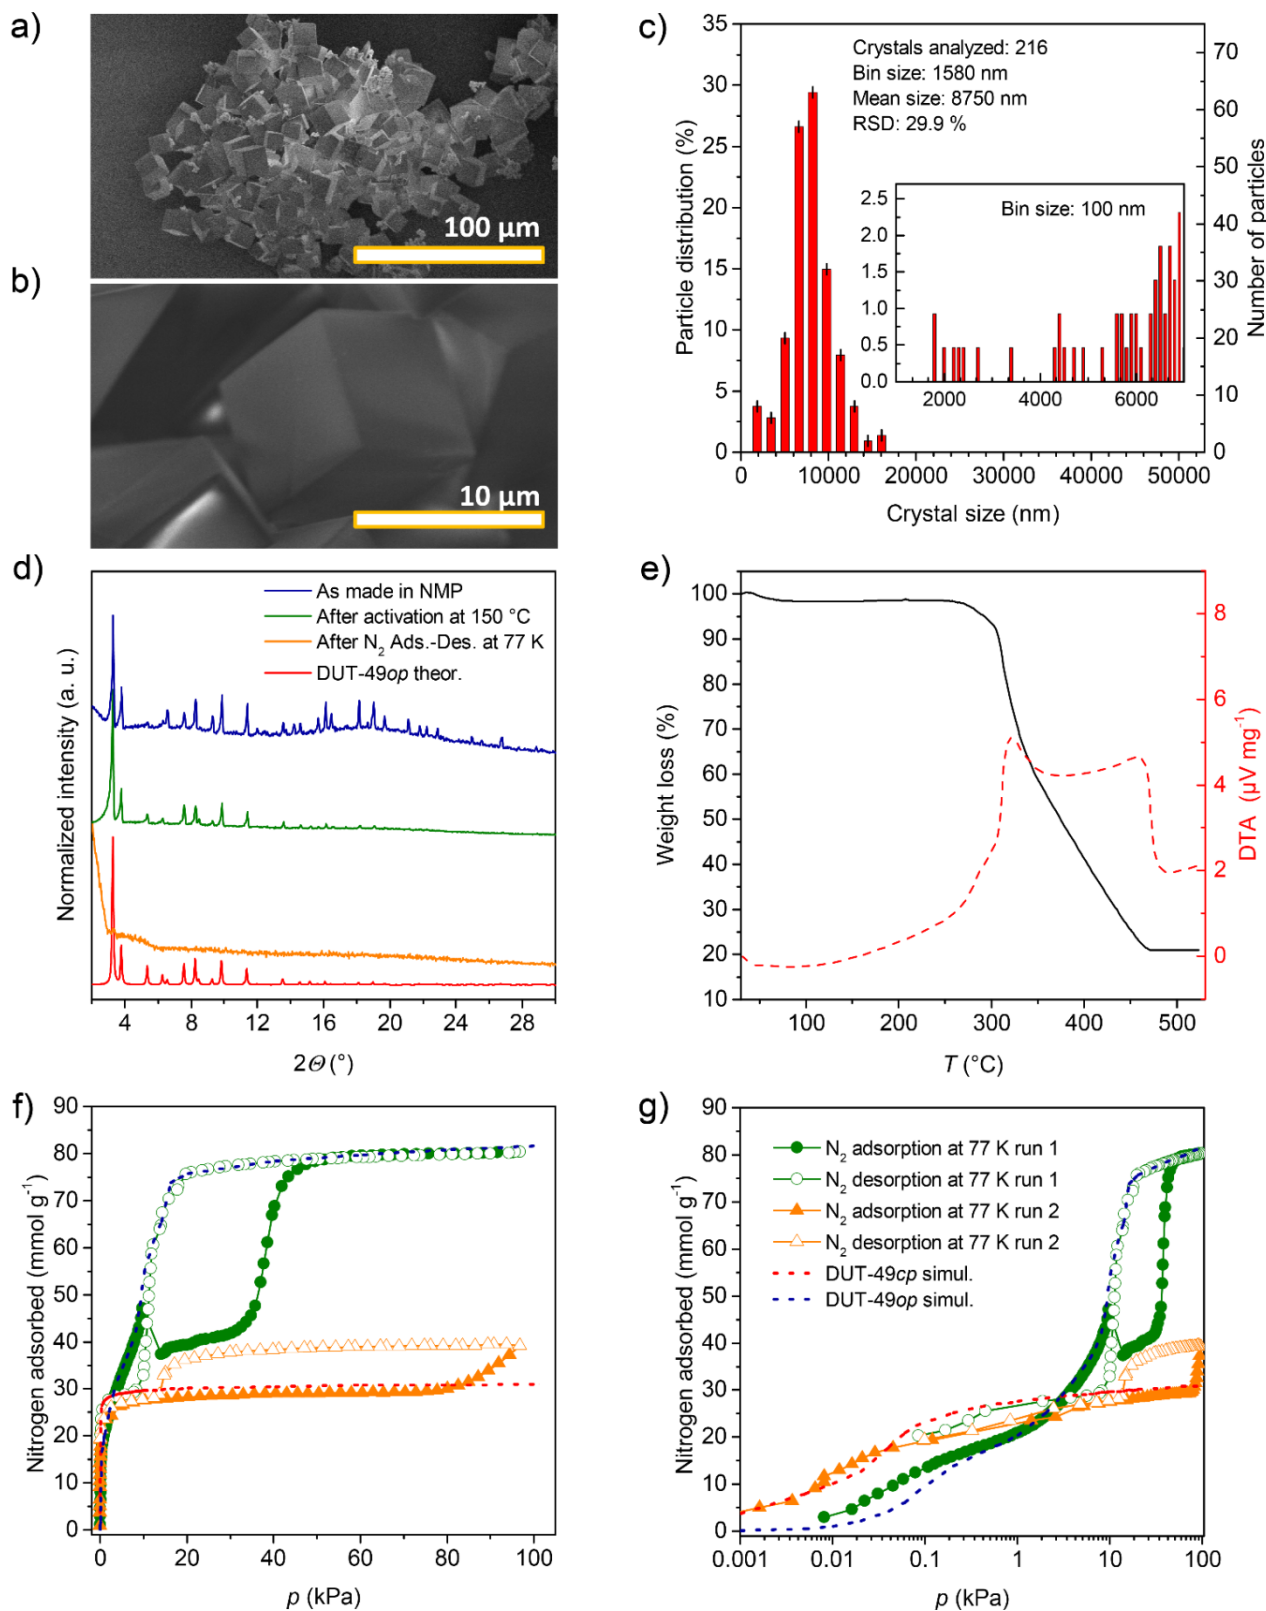 a)
100 µm
b)
10 µm
c)
Crystals analyzed: 216
Bin size: 1580 nm
Mean size: 8750 nm
RSD: 29.9 %
Particle distribution (%)
35
30
25
20
15
10
5
0
0 10000 20000 30000 40000 50000
Crystal size (nm)
70
60
50
40
30
20
10
0
Number of particles
Bin size: 100 nm
2.5
2.0
1.5
1.0
0.5
0.0
2000 4000 6000
d)
As made in NMP
After activation at 150 °C
After N₂ Ads.-Des. at 77 K
DUT-49op theor.
Normalized intensity (a. u.)
4 8 12 16 20 24 28
2Θ (°)
e)
Weight loss (%)
100
90
80
70
60
50
40
30
20
10
100 200 300 400 500
T (°C)
8
6
4
2
0
DTA (µV mg⁻¹)
f)
Nitrogen adsorbed (mmol g⁻¹)
90
80
70
60
50
40
30
20
10
0
0 20 40 60 80 100
p (kPa)
g)
N₂ adsorption at 77 K run 1
N₂ desorption at 77 K run 1
N₂ adsorption at 77 K run 2
N₂ desorption at 77 K run 2
DUT-49cp simul.
DUT-49op simul.
Nitrogen adsorbed (mmol g⁻¹)
90
80
70
60
50
40
30
20
10
0
0.001 0.01 0.1 1 10 100
p (kPa)